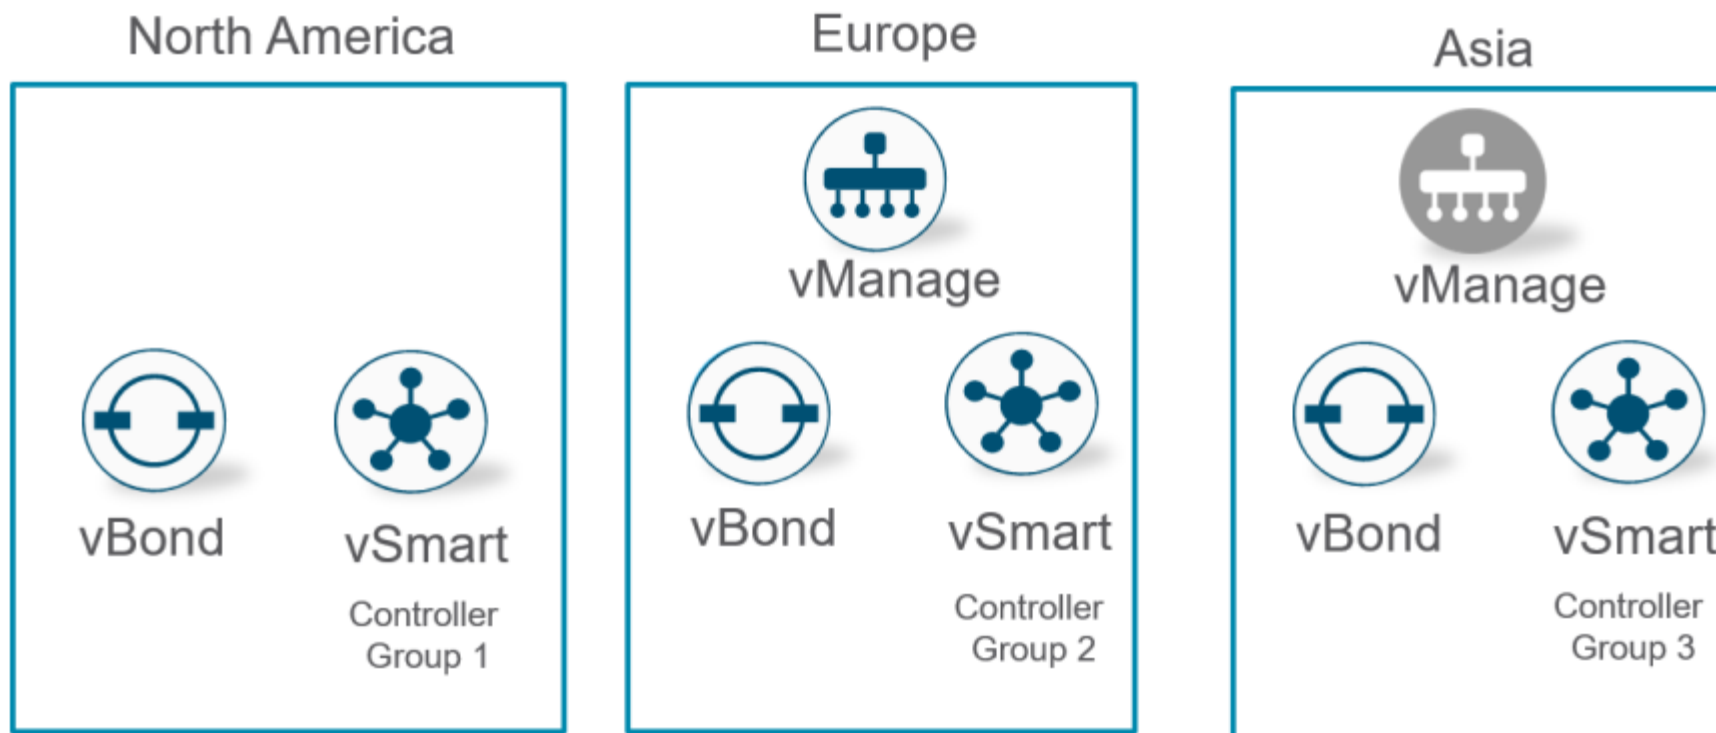 North America
vBond
vSmart
Controller
Group 1
Europe
vManage
vBond
vSmart
Controller
Group 2
Asia
vManage
vBond
vSmart
Controller
Group 3